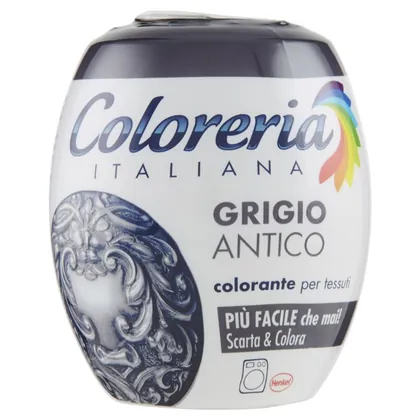 Coloreria
ITALIANA
GRIGIO
ANTICO
colorante per tessuti
PIÙ FACILE che mai!
Scarta & Colora
Henkel